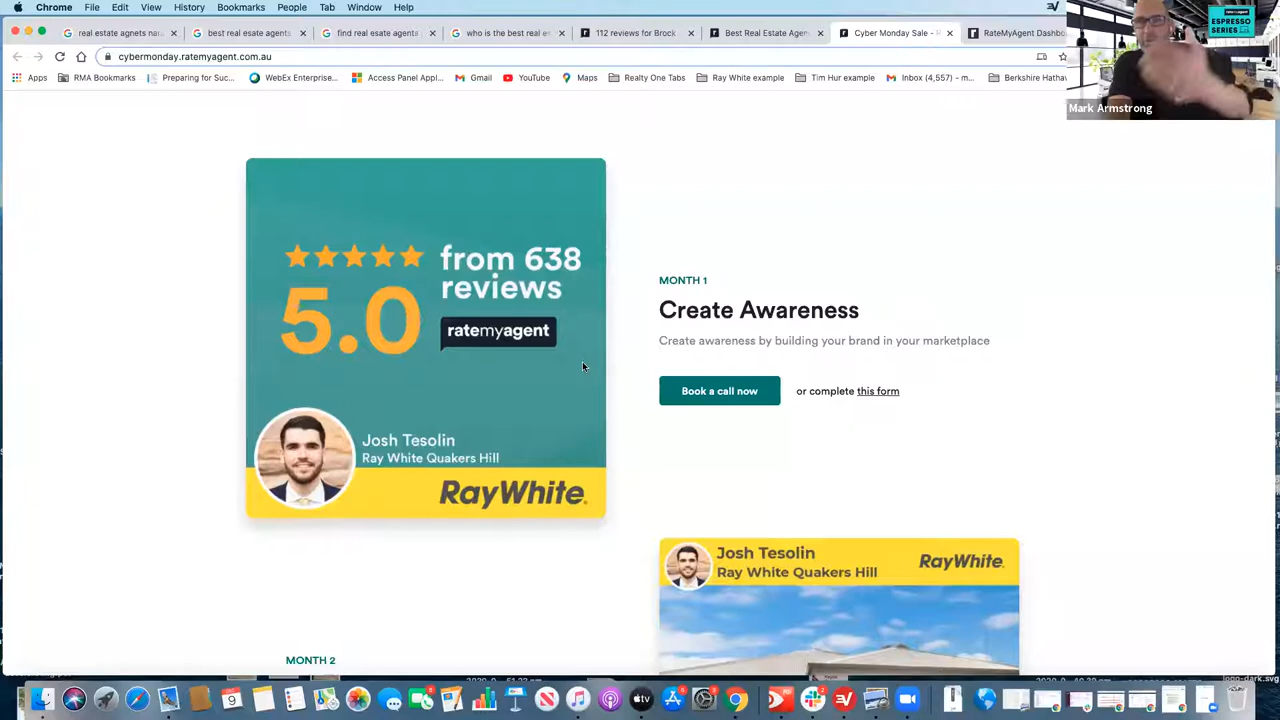 Chrome File Edit View History Bookmarks People Tab Window Help
real estate agnets nar
best real esate agents
find real esate agents
who is the best real e
112 reviews for Brock
Best Real Estate Agen
Cyber Monday Sale - R
RateMyAgent Dashbo
cybermonday.ratemyagent.com.au
Apps RMA Bookmarks Preparing for Suc... WebEx Enterprise... Access Panel Appl... Gmail YouTube Maps Realty One Tabs Ray White example Tim Hur example Inbox (4,557) – m... Berkshire Hathav
ratemyagent
ESPRESSO
SERIES
Mark Armstrong
from 638
reviews
5.0
ratemyagent
Josh Tesolin
Ray White Quakers Hill
RayWhite
MONTH 1
Create Awareness
Create awareness by building your brand in your marketplace
Book a call now or complete this form
Josh Tesolin
Ray White Quakers Hill
RayWhite
MONTH 2
logo-dark.svg